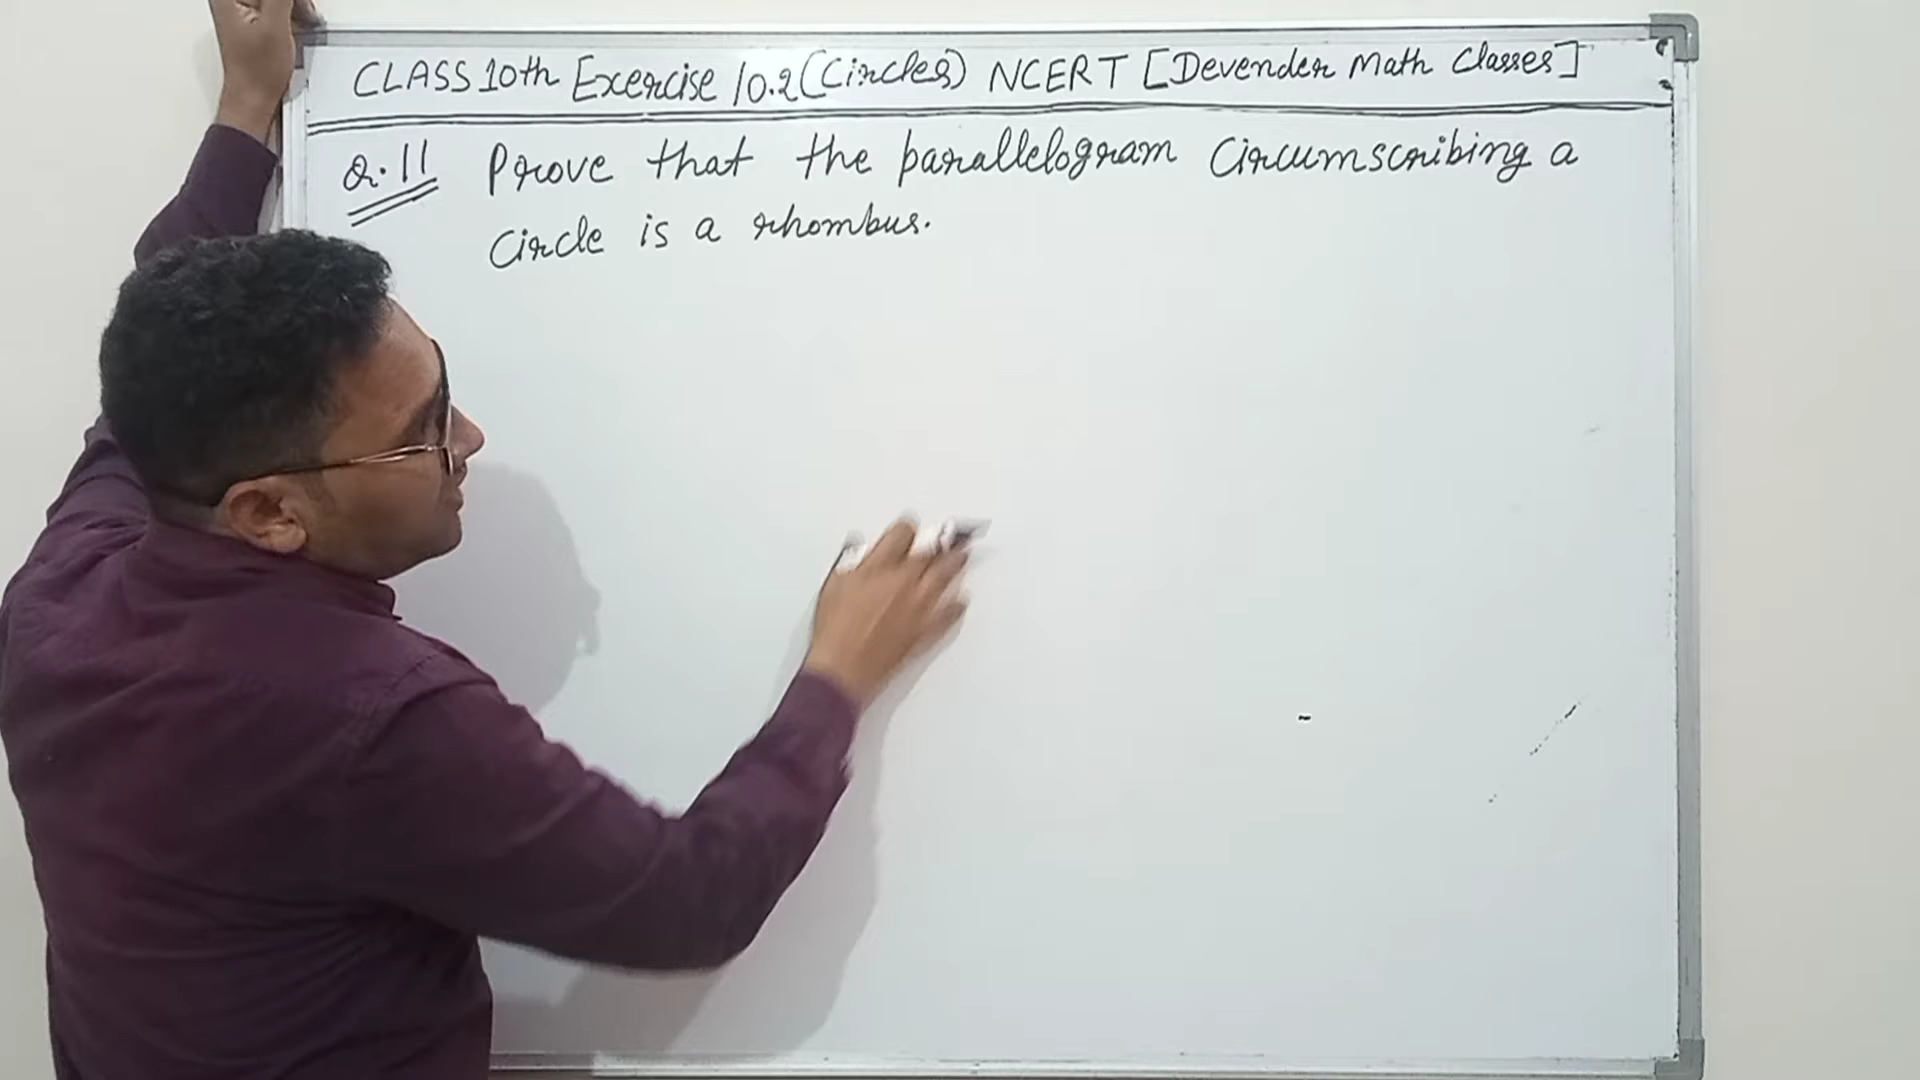 CLASS 10th Exercise 10.2 (Circles) NCERT [Devender Math Classes]
Q.11 Prove that the parallelogram Circumscribing a
Circle is a rhombus.